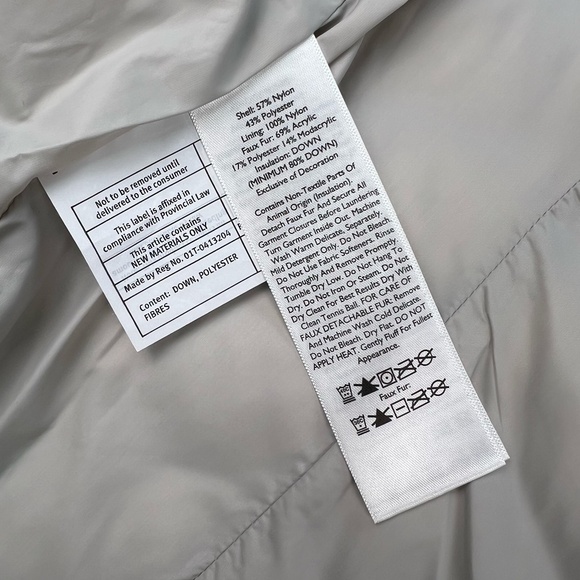 Shell: 57% Nylon
43% Polyester
Lining: 100% Nylon
Faux Fur: 69% Acrylic
17% Polyester 14% Modacrylic
Insulation: DOWN
(MINIMUM 80% DOWN)
Exclusive of Decoration
Contains Non-Textile Parts Of
Animal Origin (Insulation).
Detach Faux Fur And Secure All
Garment Closures Before Laundering
Turn Garment Inside Out. Machine
Wash Warm Delicate, Separately.
Mild Detergent Only. Do Not Bleach.
Do Not Use Fabric Softeners. Rinse
Thoroughly And Remove Promptly.
Tumble Dry Low. Do Not Hang To
Dry. Do Not Iron Or Steam. Do Not
Dry Clean For Best Results Dry With
Clean Tennis Ball. FOR CARE OF
FAUX DETACHABLE FUR: Remove
And Machine Wash Cold Delicate.
Do Not Bleach. Dry Flat. DO NOT
APPLY HEAT. Gently Fluff For Fullest
Appearance.
Faux Fur:
Not to be removed until
delivered to the consumer
This label is affixed in
compliance with Provincial Law
This article contains
NEW MATERIALS ONLY
Made by Reg No. 01T-0413204
Content: DOWN, POLYESTER
FIBRES